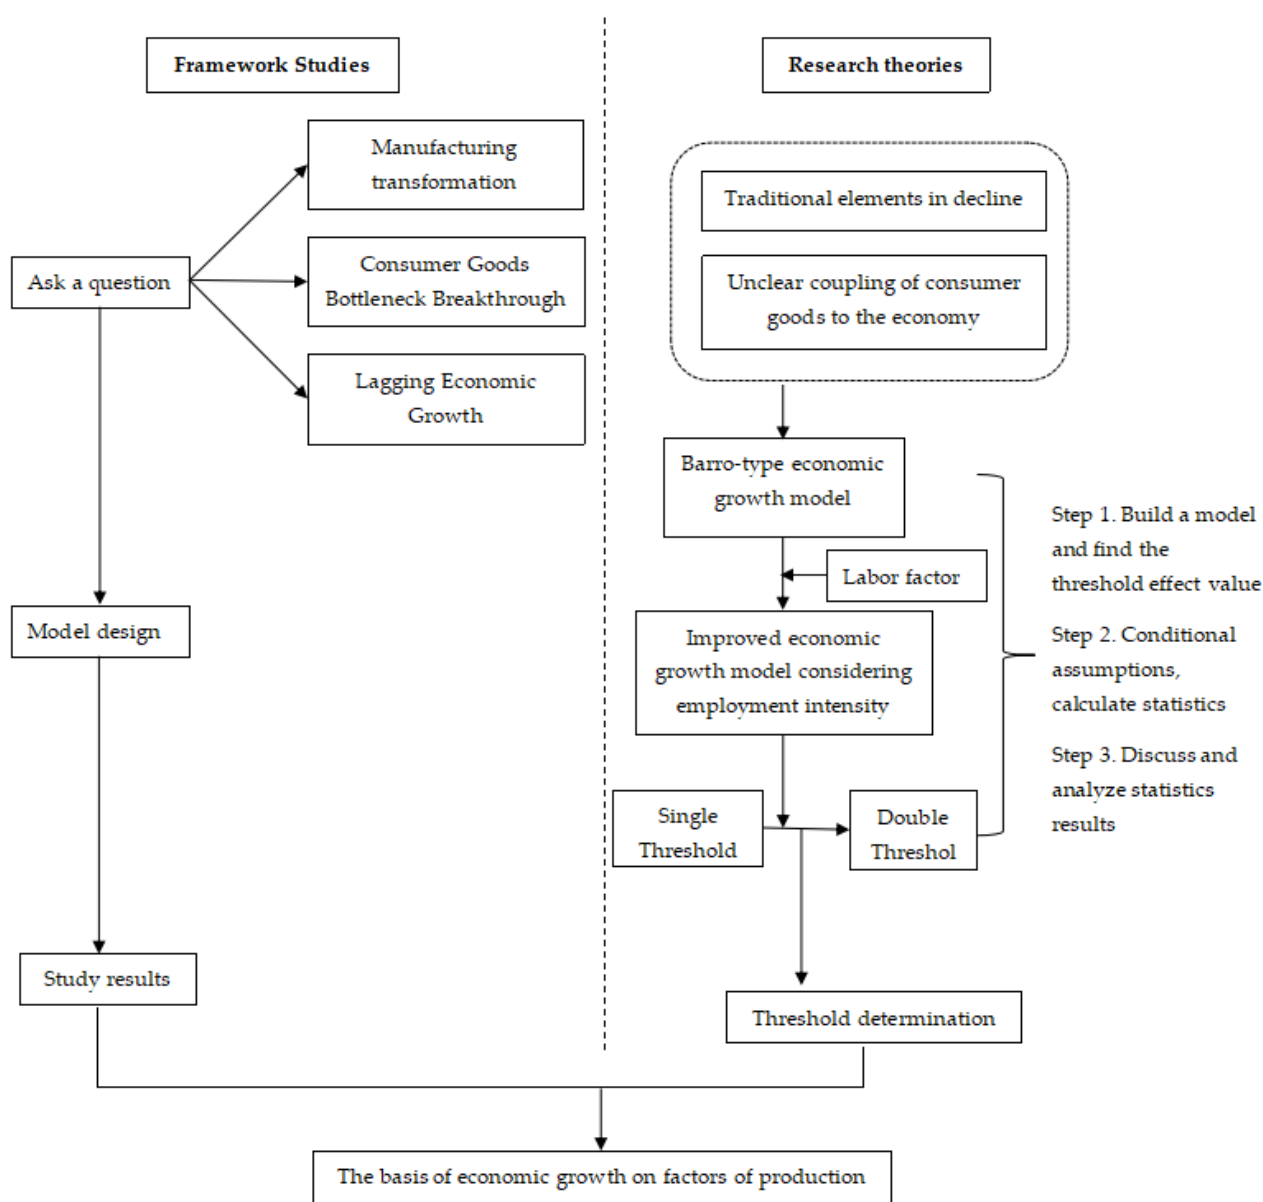 Framework Studies
Research theories
Manufacturing
transformation
Ask a question
Consumer Goods
Bottleneck Breakthrough
Lagging Economic
Growth
Model design
Study results
Traditional elements in decline
Unclear coupling of consumer
goods to the economy
Barro-type economic
growth model
Labor factor
Improved economic
growth model considering
employment intensity
Single
Threshold
Double
Threshol
Step 1. Build a model
and find the
threshold effect value
Step 2. Conditional
assumptions,
calculate statistics
Step 3. Discuss and
analyze statistics
results
Threshold determination
The basis of economic growth on factors of production